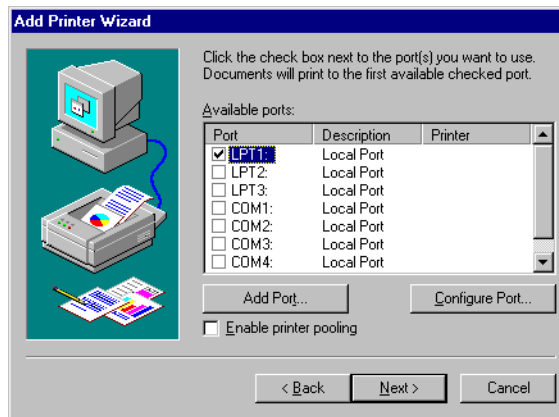 Add Printer Wizard
Click the check box next to the port(s) you want to use.
Documents will print to the first available checked port.
Available ports:
Port Description Printer
LPT1: Local Port
LPT2: Local Port
LPT3: Local Port
COM1: Local Port
COM2: Local Port
COM3: Local Port
COM4: Local Port
Add Port... Configure Port...
Enable printer pooling
< Back Next > Cancel